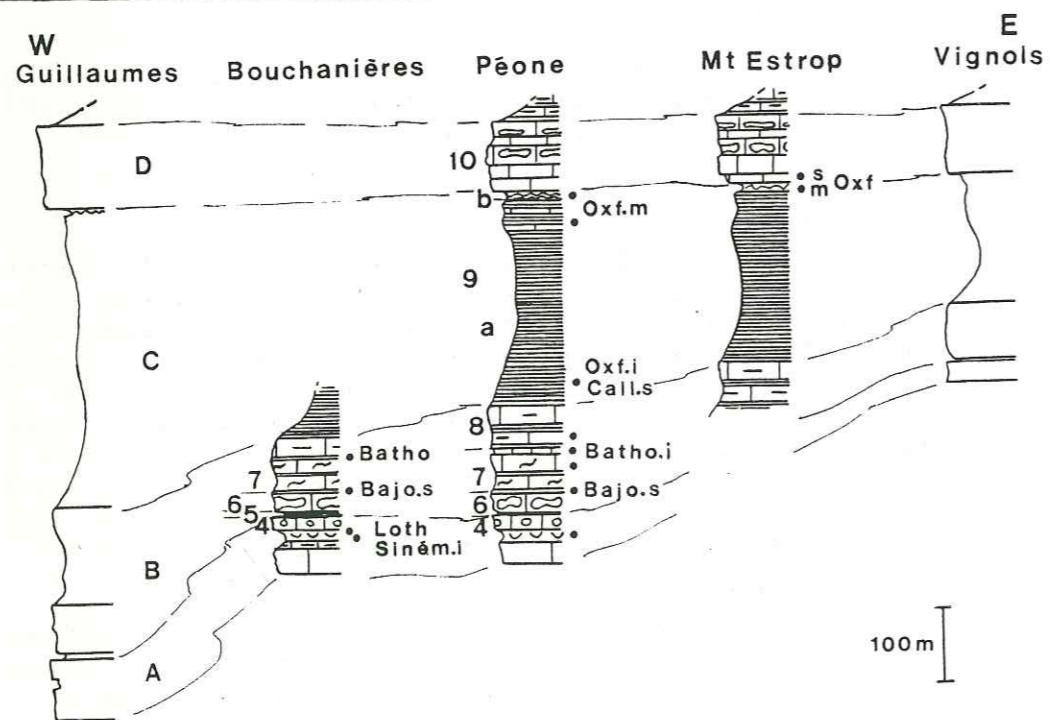 W E
Guillaumes Bouchanières Péone Mt Estrop Vignols
D
10
s
m Oxf
b
Oxf.m
9
a
C
Oxf.i
Call.s
8
Batho
Batho.i
7
Bajo.s
7
Bajo.s
6
5
6
4
Loth
Siném.i
4
B
100m
A